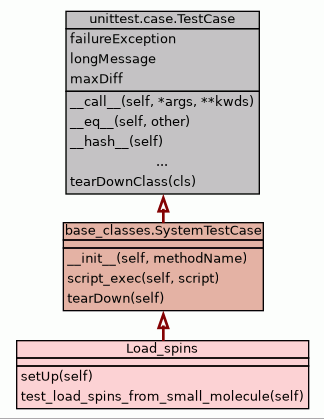 unittest.case.TestCase
failureException
longMessage
maxDiff
__call__(self, *args, **kwds)
__eq__(self, other)
__hash__(self)
...
tearDownClass(cls)
base_classes.SystemTestCase
__init__(self, methodName)
script_exec(self, script)
tearDown(self)
Load_spins
setUp(self)
test_load_spins_from_small_molecule(self)